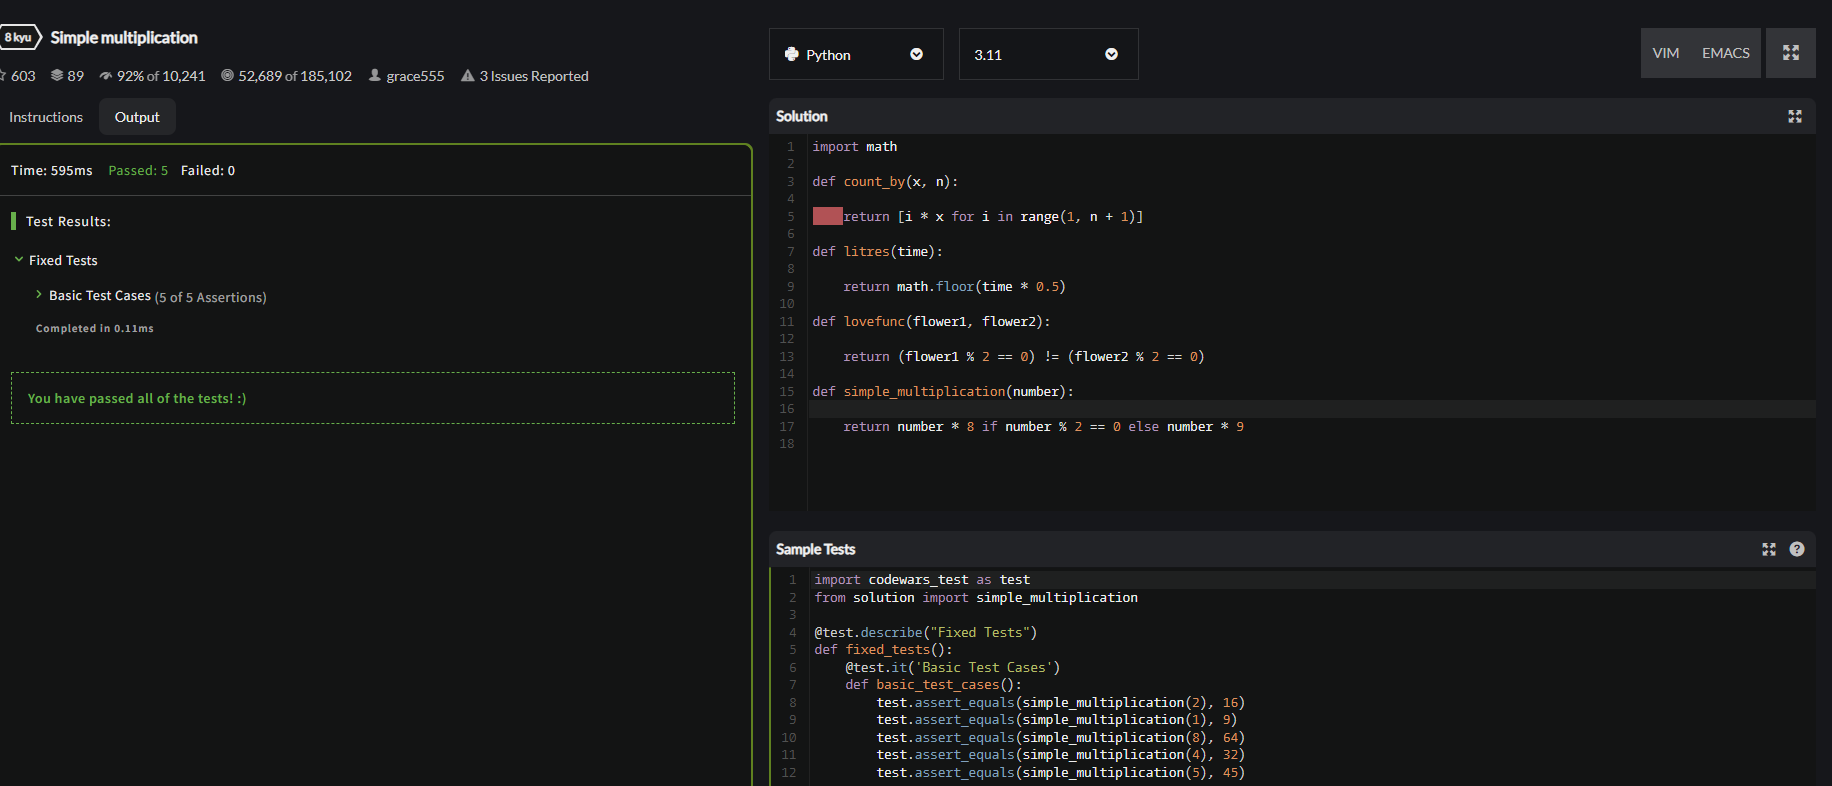 8 kyu Simple multiplication
603 89 92% of 10,241 52,689 of 185,102 grace555 3 Issues Reported
Instructions Output
Time: 595ms Passed: 5 Failed: 0
Test Results:
Fixed Tests
Basic Test Cases (5 of 5 Assertions)
Completed in 0.11ms
You have passed all of the tests! :)
Python 3.11 VIM EMACS
Solution
1 import math
2
3 def count_by(x, n):
4
5     return [i * x for i in range(1, n + 1)]
6
7 def litres(time):
8
9     return math.floor(time * 0.5)
10
11 def lovefunc(flower1, flower2):
12
13     return (flower1 % 2 == 0) != (flower2 % 2 == 0)
14
15 def simple_multiplication(number):
16
17     return number * 8 if number % 2 == 0 else number * 9
18
Sample Tests ?
1 import codewars_test as test
2 from solution import simple_multiplication
3
4 @test.describe("Fixed Tests")
5 def fixed_tests():
6     @test.it('Basic Test Cases')
7     def basic_test_cases():
8         test.assert_equals(simple_multiplication(2), 16)
9         test.assert_equals(simple_multiplication(1), 9)
10         test.assert_equals(simple_multiplication(8), 64)
11         test.assert_equals(simple_multiplication(4), 32)
12         test.assert_equals(simple_multiplication(5), 45)